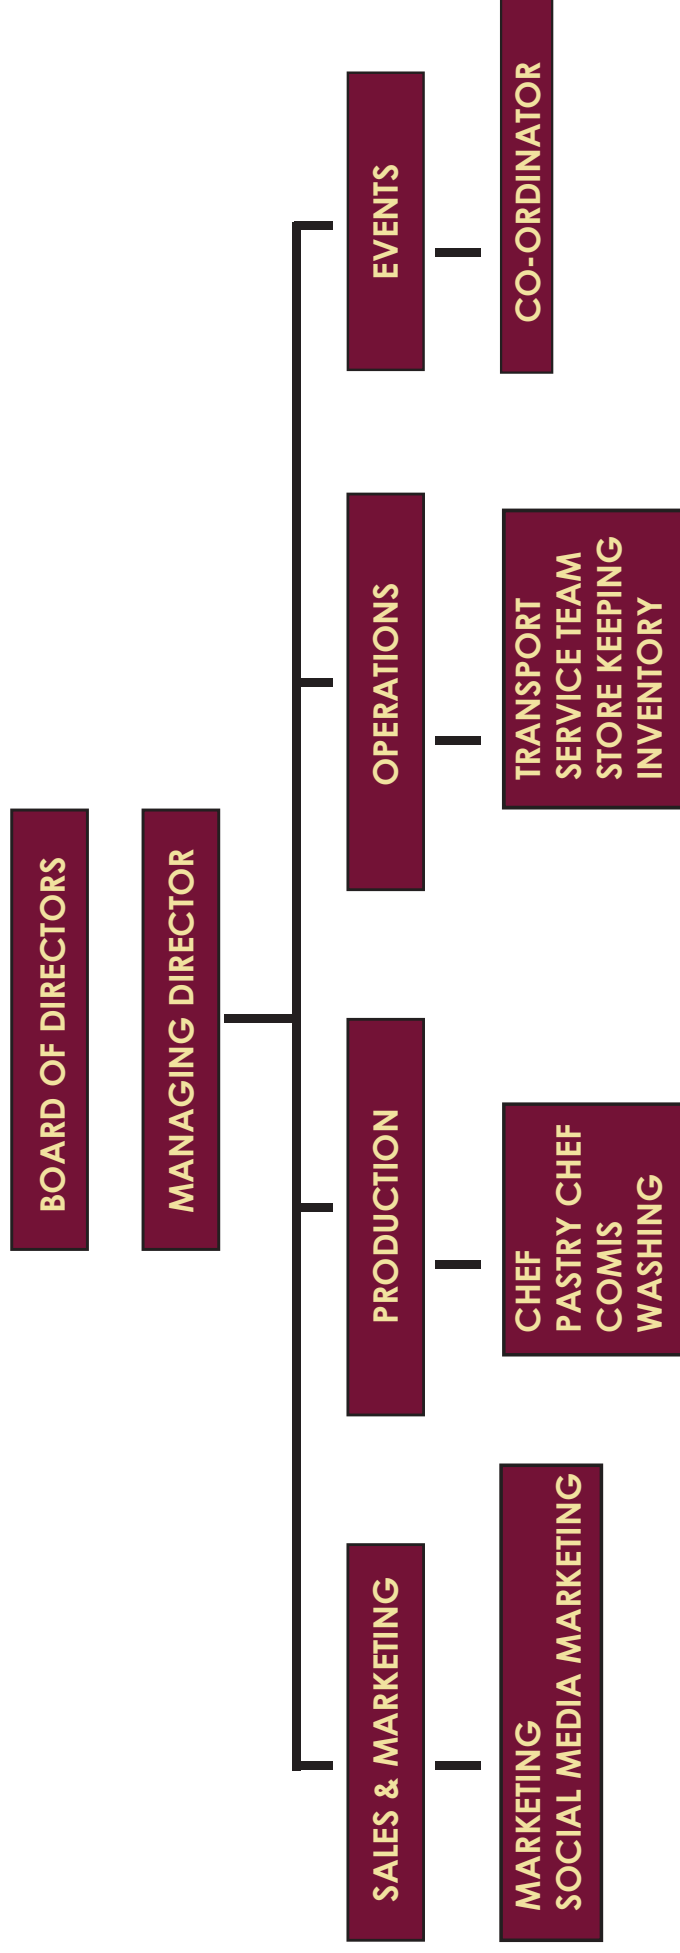 BOARD OF DIRECTORS
MANAGING DIRECTOR
SALES & MARKETING
PRODUCTION
OPERATIONS
EVENTS
MARKETING
SOCIAL MEDIA MARKETING
CHEF
PASTRY CHEF
COMIS
WASHING
TRANSPORT
SERVICE TEAM
STORE KEEPING
INVENTORY
CO-ORDINATOR